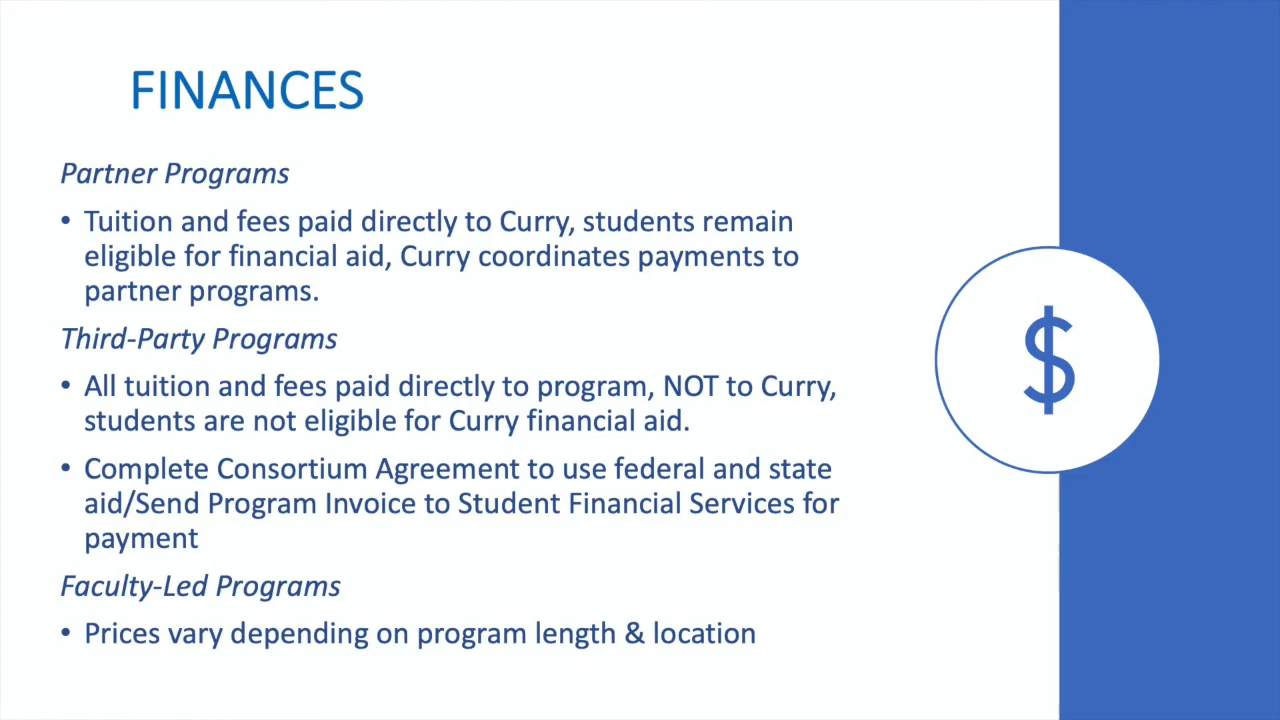 FINANCES
Partner Programs
• Tuition and fees paid directly to Curry, students remain
eligible for financial aid, Curry coordinates payments to
partner programs.
Third-Party Programs
• All tuition and fees paid directly to program, NOT to Curry,
students are not eligible for Curry financial aid.
• Complete Consortium Agreement to use federal and state
aid/Send Program Invoice to Student Financial Services for
payment
Faculty-Led Programs
• Prices vary depending on program length & location
$